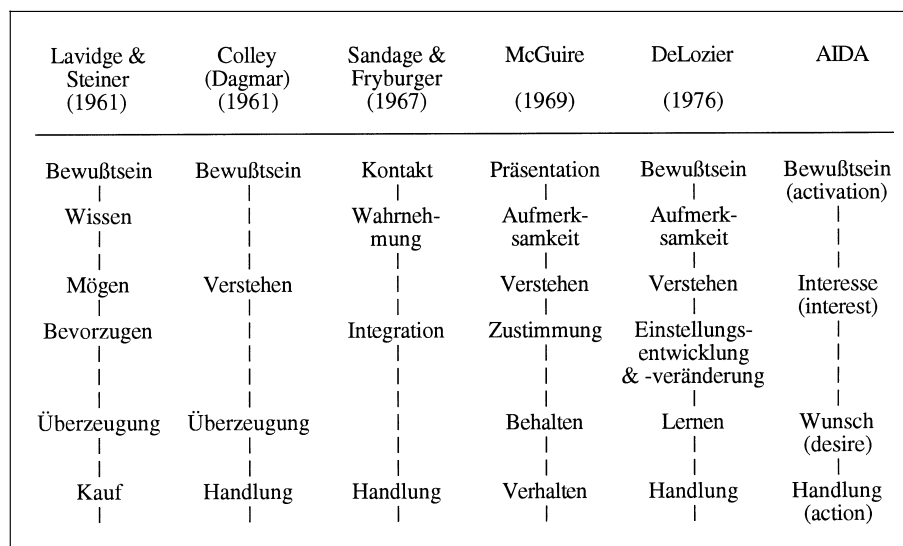 Lavidge & Colley Sandage & McGuire DeLozier AIDA
Steiner (Dagmar) Fryburger
(1961) (1961) (1967) (1969) (1976)
Bewußtsein Bewußtsein Kontakt Präsentation Bewußtsein Bewußtsein
(activation)
Wissen Wahrneh- Aufmerk- Aufmerk-
mung samkeit samkeit
Mögen Verstehen Verstehen Verstehen Interesse
(interest)
Bevorzugen Integration Zustimmung Einstellungs-
entwicklung
& -veränderung
Überzeugung Überzeugung Behalten Lernen Wunsch
(desire)
Kauf Handlung Handlung Verhalten Handlung Handlung
(action)